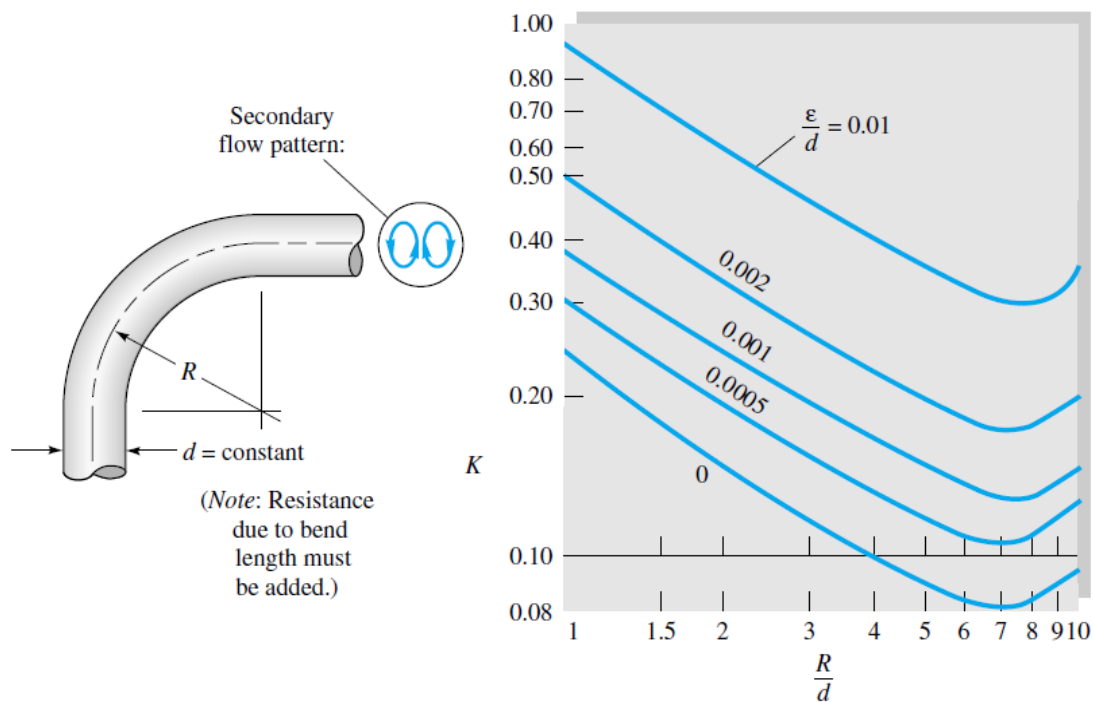 Secondary
flow pattern:
R
d = constant
(Note: Resistance
due to bend
length must
be added.)
K
1.00
0.80
0.70
0.60
0.50
0.40
0.30
0.20
0.10
0.08
ε/d = 0.01
0.002
0.001
0.0005
0
1 1.5 2 3 4 5 6 7 8 9 10
R
d